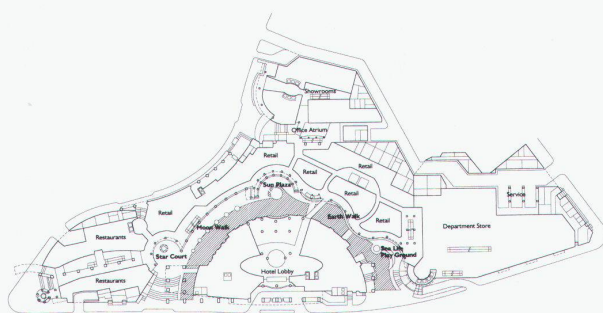 Showrooms
Office Atrium
Retail
Retail
Retail
Sun Plaza
Retail
Retail
Earth Walk
Retail
Service
Moon Walk
Department Store
Restaurants
Star Court
Sea Life
Play Ground
Hotel Lobby
Restaurants